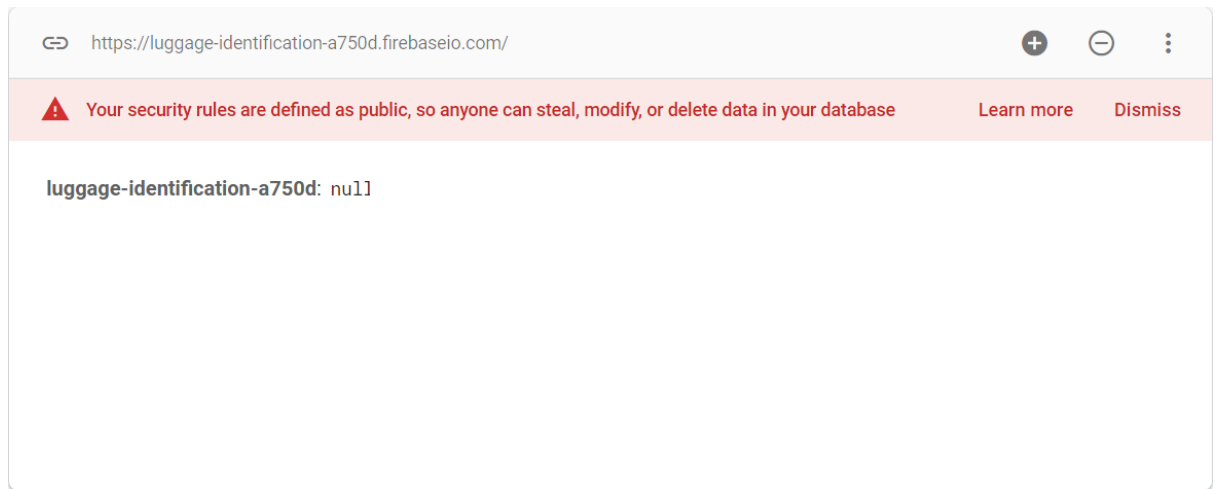 https://luggage-identification-a750d.firebaseio.com/
Your security rules are defined as public, so anyone can steal, modify, or delete data in your database Learn more Dismiss
luggage-identification-a750d: null